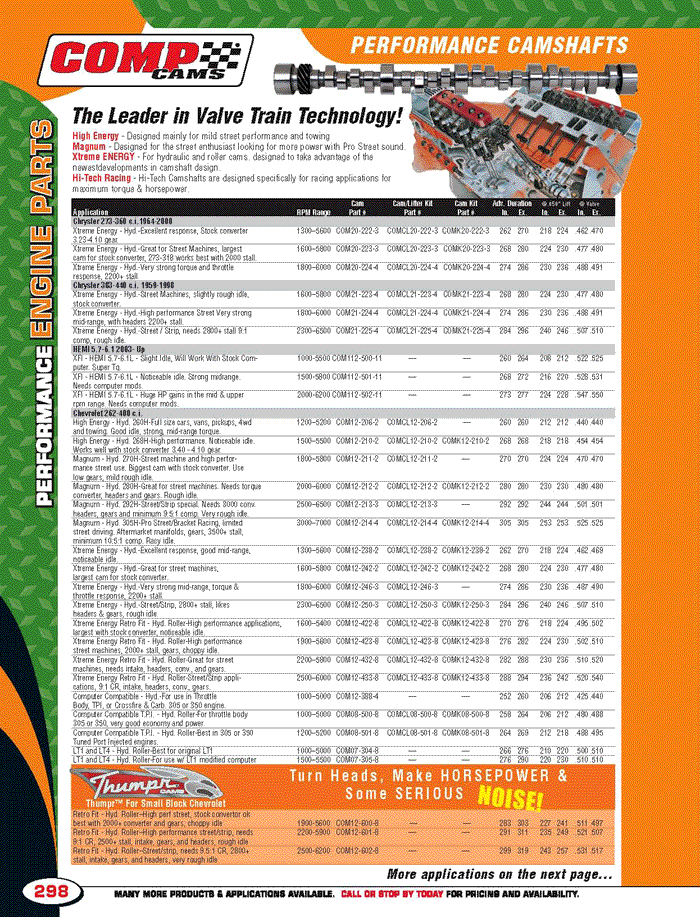 COMP
CAMS
PERFORMANCE CAMSHAFTS
The Leader in Valve Train Technology!
High Energy - Designed mainly for mild street performance and towing.
Magnum - Designed for the street enthusiast looking for more power with Pro Street sound.
Xtreme ENERGY - For hydraulic and roller cams. designed to take advantage of the
newestdevelopments in camshaft design.
Hi-Tech Racing - Hi-Tech Camshafts are designed specifically for racing applications for
maximum torque & horsepower.
PERFORMANCE ENGINE PARTS
Cam Cam/Lifter Kit Cam Kit Adv. Duration @ .050" Lift @ Valve
Application RPM Range Part # Part # Part # In. Ex. In. Ex. In. Ex.
Chrysler 273-360 c.i. 1964-2000
Xtreme Energy - Hyd.-Excellent response, Stock converter 1300–5600 COM20-222-3 COMCL20-222-3 COMK20-222-3 262 270 218 224 .462 .470
3.23-4.10 gear.
Xtreme Energy - Hyd.-Great for Street Machines, largest 1600–5800 COM20-223-3 COMCL20-223-3 COMK20-223-3 268 280 224 230 .477 .480
cam for stock converter, 273-318 works best with 2000 stall.
Xtreme Energy - Hyd.-Very strong torque and throttle 1800–6000 COM20-224-4 COMCL20-224-4 COMK20-224-4 274 286 230 236 .488 .491
response, 2200+ stall.
Chrysler 383-440 c.i. 1959-1998
Xtreme Energy - Hyd.-Street Machines, slightly rough idle, 1600–5800 COM21-223-4 COMCL21-223-4 COMK21-223-4 268 280 224 230 .477 .480
stock converter.
Xtreme Energy - Hyd.-High performance Street Very strong 1800–6000 COM21-224-4 COMCL21-224-4 COMK21-224-4 274 286 230 236 .488 .491
mid-range, with headers 2200+ stall.
Xtreme Energy - Hyd.-Street / Strip, needs 2800+ stall 9:1 2300–6500 COM21-225-4 COMCL21-225-4 COMK21-225-4 284 296 240 246 .507 .510
comp, rough idle.
HEMI 5.7-6.1 2003- Up
XFI - HEMI 5.7-6.1L - Slight Idle, Will Work With Stock Com- 1000-5500 COM112-500-11 — — 260 264 208 212 .522 .525
puter. Super Tq.
XFI - HEMI 5.7-6.1L - Noticeable idle. Strong midrange. 1500-5800 COM112-501-11 — — 268 272 216 220 .528 .531
Needs computer mods.
XFI - HEMI 5.7-6.1L - Huge HP gains in the mid & upper 2000-6200 COM112-502-11 — — 273 277 224 228 .547 .550
rpm range. Needs computer mods.
Chevrolet 262-400 c.i.
High Energy - Hyd. 260H-Full size cars, vans, pickups, 4wd 1200–5200 COM12-206-2 COMCL12-206-2 — 260 260 212 212 .440 .440
and towing. Good idle, strong, mid-range torque.
High Energy - Hyd. 268H-High performance. Noticeable idle. 1500–5500 COM12-210-2 COMCL12-210-2 COMK12-210-2 268 268 218 218 .454 .454
Works well with stock converter 3.40 - 4.10 gear.
Magnum - Hyd. 270H-Street machine and high perfor- 1800–5800 COM12-211-2 COMCL12-211-2 — 270 270 224 224 .470 .470
mance street use. Biggest cam with stock converter. Use
low gears, mild rough idle.
Magnum - Hyd. 280H-Great for street machines. Needs torque 2000–6000 COM12-212-2 COMCL12-212-2 COMK12-212-2 280 280 230 230 .480 .480
converter, headers and gears. Rough idle.
Magnum - Hyd. 292H-Street/Strip special. Needs 3000 conv. 2500–6500 COM12-213-3 COMCL12-213-3 — 292 292 244 244 .501 .501
headers, gears and minimum 9.5:1 comp. Very rough idle.
Magnum - Hyd. 305H-Pro Street/Bracket Racing, limited 3000–7000 COM12-214-4 COMCL12-214-4 COMK12-214-4 305 305 253 253 .525 .525
street driving. Aftermarket manifolds, gears, 3500+ stall,
minimum 10.5:1 comp. Racy idle.
Xtreme Energy - Hyd.-Excellent response, good mid-range, 1300–5600 COM12-238-2 COMCL12-238-2 COMK12-238-2 262 270 218 224 .462 .469
noticeable idle.
Xtreme Energy - Hyd.-Great for street machines, 1600–5800 COM12-242-2 COMCL12-242-2 COMK12-242-2 268 280 224 230 .477 .480
largest cam for stock converter.
Xtreme Energy - Hyd.-Very strong mid-range, torque & 1800–6000 COM12-246-3 COMCL12-246-3 — 274 286 230 236 .487 .490
throttle response, 2200+ stall.
Xtreme Energy - Hyd.-Street/Strip, 2800+ stall, likes 2300–6500 COM12-250-3 COMCL12-250-3 COMK12-250-3 284 296 240 246 .507 .510
headers & gears, rough idle.
Xtreme Energy Retro Fit - Hyd. Roller-High performance applications, 1600–5400 COM12-422-8 COMCL12-422-8 COMK12-422-8 270 276 218 224 .495 .502
largest with stock converter, noticeable idle.
Xtreme Energy Retro Fit - Hyd. Roller-High performance 1900–5600 COM12-423-8 COMCL12-423-8 COMK12-423-8 276 282 224 230 .502 .510
street machines, 2000+ stall, gears, choppy idle.
Xtreme Energy Retro Fit - Hyd. Roller-Great for street 2200–5800 COM12-432-8 COMCL12-432-8 COMK12-432-8 282 288 230 236 .510 .520
machines, needs intake, headers, conv., and gears.
Xtreme Energy Retro Fit - Hyd. Roller-Street/Strip appli- 2500–6000 COM12-433-8 COMCL12-433-8 COMK12-433-8 288 294 236 242 .520 .540
cations, 9:1 CR, intake, headers, conv., gears.
Computer Compatible - Hyd.-For use in Throttle 1000–5000 COM12-388-4 — — 252 260 206 212 .425 .440
Body, TPI, or Crossfire & Carb. 305 or 350 engine.
Computer Compatible T.P.I. - Hyd. Roller-For throttle body 1000–5000 COM08-500-8 COMCL08-500-8 COMK08-500-8 258 264 206 212 .480 .488
305 or 350, very good economy and power.
Computer Compatible T.P.I. - Hyd. Roller-Best in 305 or 350 1200–5200 COM08-501-8 COMCL08-501-8 COMK08-501-8 264 269 212 218 .488 .495
Tuned Port Injected engines.
LT1 and LT4 - Hyd. Roller-Best for original LT1 1000–5000 COM07-304-8 — — 266 276 210 220 .500 .510
LT1 and LT4 - Hyd. Roller-For use w/ LT1 modified computer 1500–5500 COM07-305-8 — — 276 290 220 230 .510 .510
Thumpr
CAMS
Thumpr™ For Small Block Chevrolet
Turn Heads, Make HORSEPOWER &
Some SERIOUS NOISE!
Retro Fit - Hyd. Roller–High perf street, stock convertor ok
best with 2000+ converter and gears, choppy idle 1900-5600 COM12-600-8 — — 283 303 227 241 .511 .497
Retro Fit - Hyd. Roller–High performance street/strip, needs 2200-5900 COM12-601-8 — — 291 311 235 249 .521 .507
9:1 CR, 2500+ stall, intake, gears, and headers, rough idle
Retro Fit - Hyd. Roller–Street/strip, needs 9.5:1 CR, 2800+ 2500-6200 COM12-602-8 — — 299 319 243 257 .531 .517
stall, intake, gears, and headers, very rough idle
More applications on the next page...
298
MANY MORE PRODUCTS & APPLICATIONS AVAILABLE. CALL OR STOP BY TODAY FOR PRICING AND AVAILABILITY.